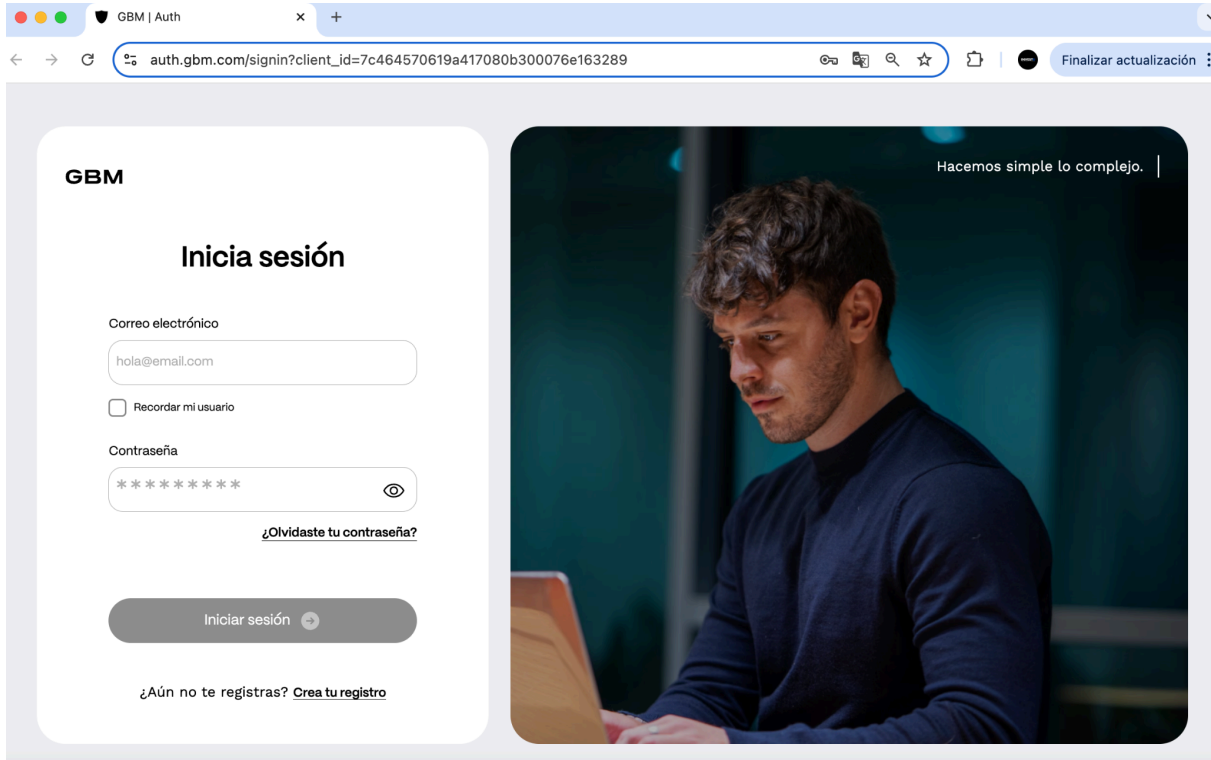 GBM | Auth
auth.gbm.com/signin?client_id=7c464570619a417080b300076e163289
Finalizar actualización
GBM
Inicia sesión
Correo electrónico
hola@email.com
Recordar mi usuario
Contraseña
*********
¿Olvidaste tu contraseña?
Iniciar sesión
¿Aún no te registras? Crea tu registro
Hacemos simple lo complejo.